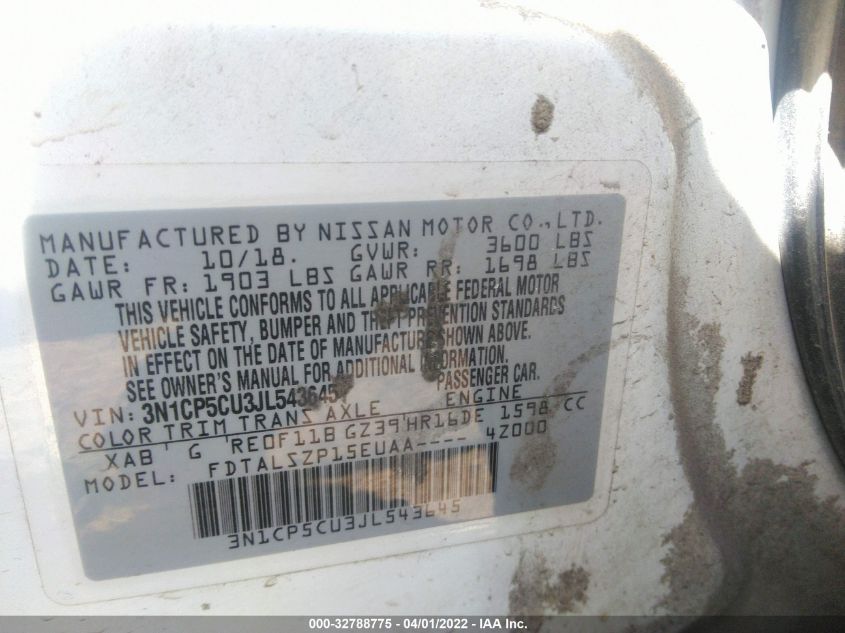 MANUFACTURED BY NISSAN MOTOR CO.,LTD.
DATE: 10/18. GVWR: 3600 LBS
GAWR FR: 1903 LBS GAWR RR: 1698 LBS
THIS VEHICLE CONFORMS TO ALL APPLICABLE FEDERAL MOTOR
VEHICLE SAFETY, BUMPER AND THEFT PREVENTION STANDARDS
IN EFFECT ON THE DATE OF MANUFACTURE SHOWN ABOVE.
SEE OWNER'S MANUAL FOR ADDITIONAL INFORMATION.
VIN: 3N1CP5CU3JL543645 PASSENGER CAR.
COLOR TRIM TRANS AXLE ENGINE
XAB G RE0F11B GZ39 HR16DE 1598 CC
MODEL: FDTALSZP15EUAA---- 4Z000
3N1CP5CU3JL543645
000-32788775 - 04/01/2022 - IAA Inc.